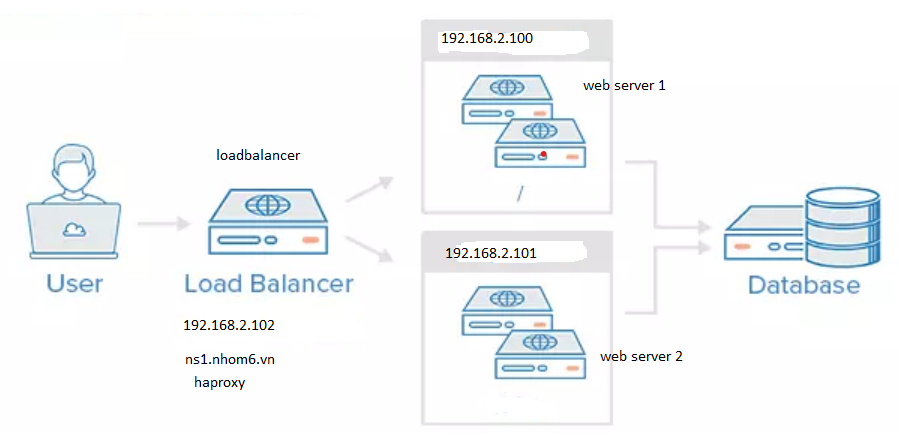 192.168.2.100
web server 1
loadbalancer
/
192.168.2.101
User
Load Balancer
Database
192.168.2.102
ns1.nhom6.vn
haproxy
web server 2